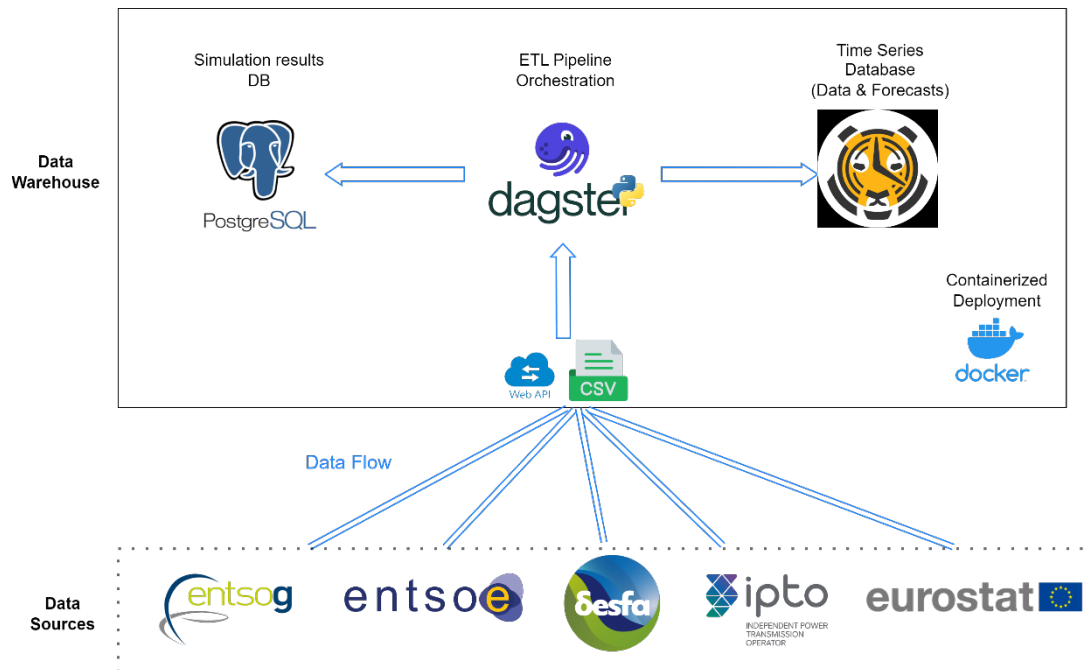 Simulation results
DB
ETL Pipeline
Orchestration
Time Series
Database
(Data & Forecasts)
Data
Warehouse
PostgreSQL
dagster
Containerized
Deployment
docker
Web API
CSV
Data Flow
Data
Sources
entsog
entsoe
δesfa
ipto
INDEPENDENT POWER
TRANSMISSION
OPERATOR
eurostat